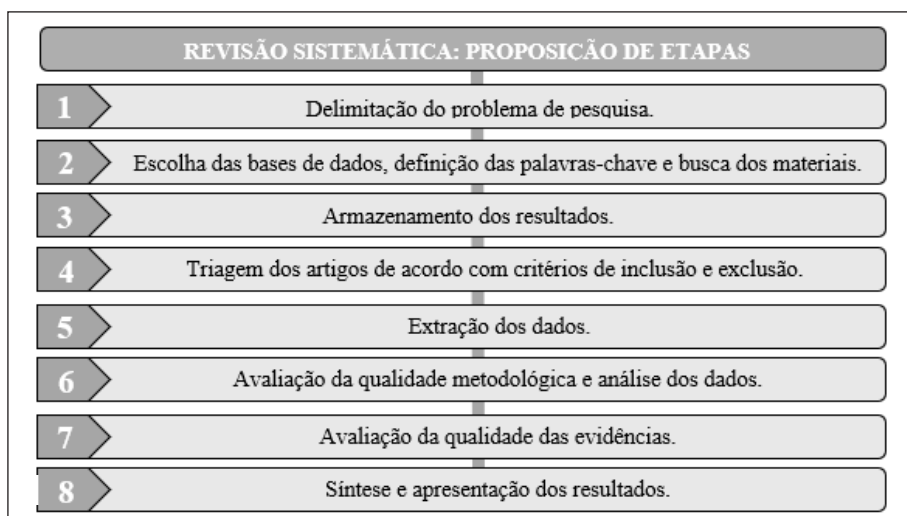 REVISÃO SISTEMÁTICA: PROPOSIÇÃO DE ETAPAS
1 Delimitação do problema de pesquisa.
2 Escolha das bases de dados, definição das palavras-chave e busca dos materiais.
3 Armazenamento dos resultados.
4 Triagem dos artigos de acordo com critérios de inclusão e exclusão.
5 Extração dos dados.
6 Avaliação da qualidade metodológica e análise dos dados.
7 Avaliação da qualidade das evidências.
8 Síntese e apresentação dos resultados.